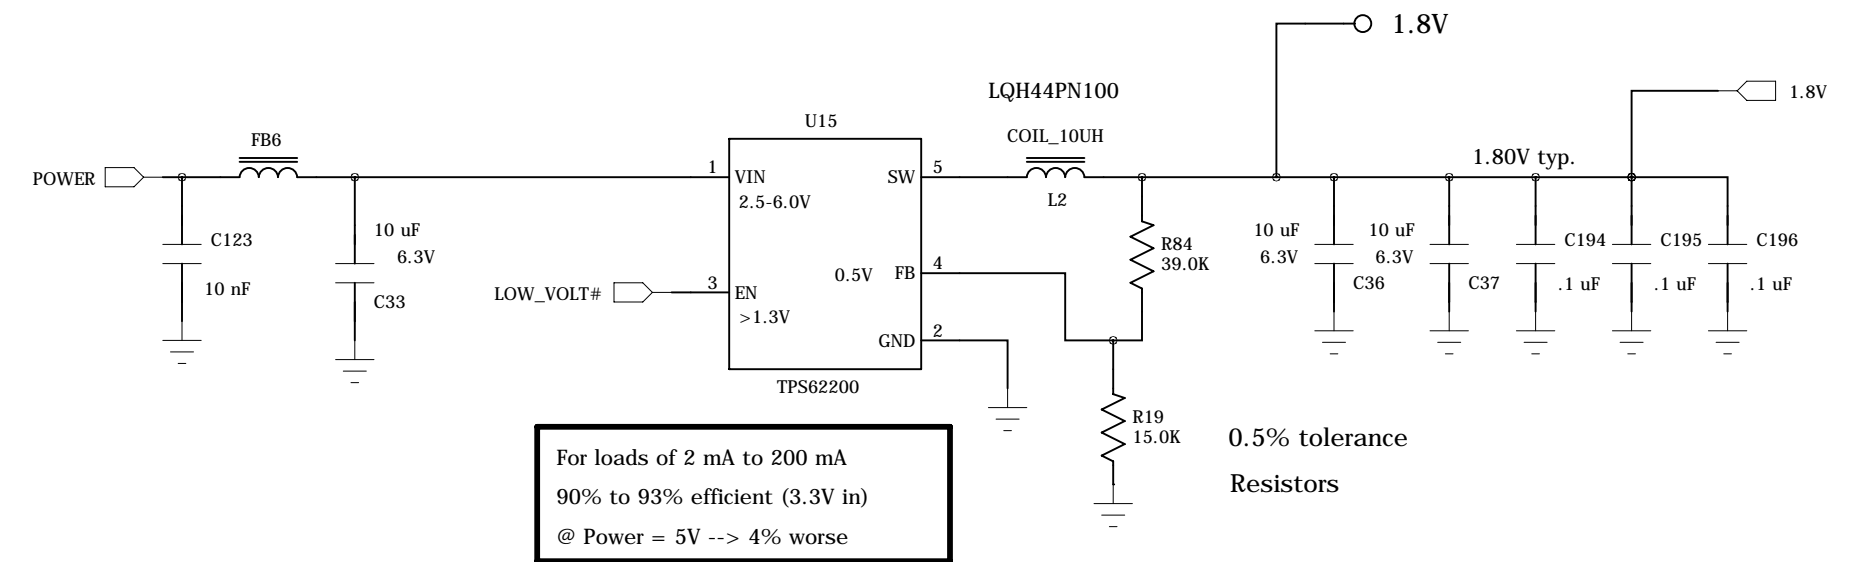 1.8V
LQH44PN100
1.8V
U15
FB6
COIL_10UH
1.80V typ.
POWER
1
VIN
SW
5
2.5-6.0V
L2
C123
10 uF
6.3V
10 nF
C33
R84
39.0K
10 uF
6.3V
C36
10 uF
6.3V
C37
C194
.1 uF
C195
.1 uF
C196
.1 uF
0.5V
FB
4
LOW_VOLT#
3
EN
>1.3V
GND
2
TPS62200
R19
15.0K
0.5% tolerance
Resistors
For loads of 2 mA to 200 mA
90% to 93% efficient (3.3V in)
@ Power = 5V --> 4% worse